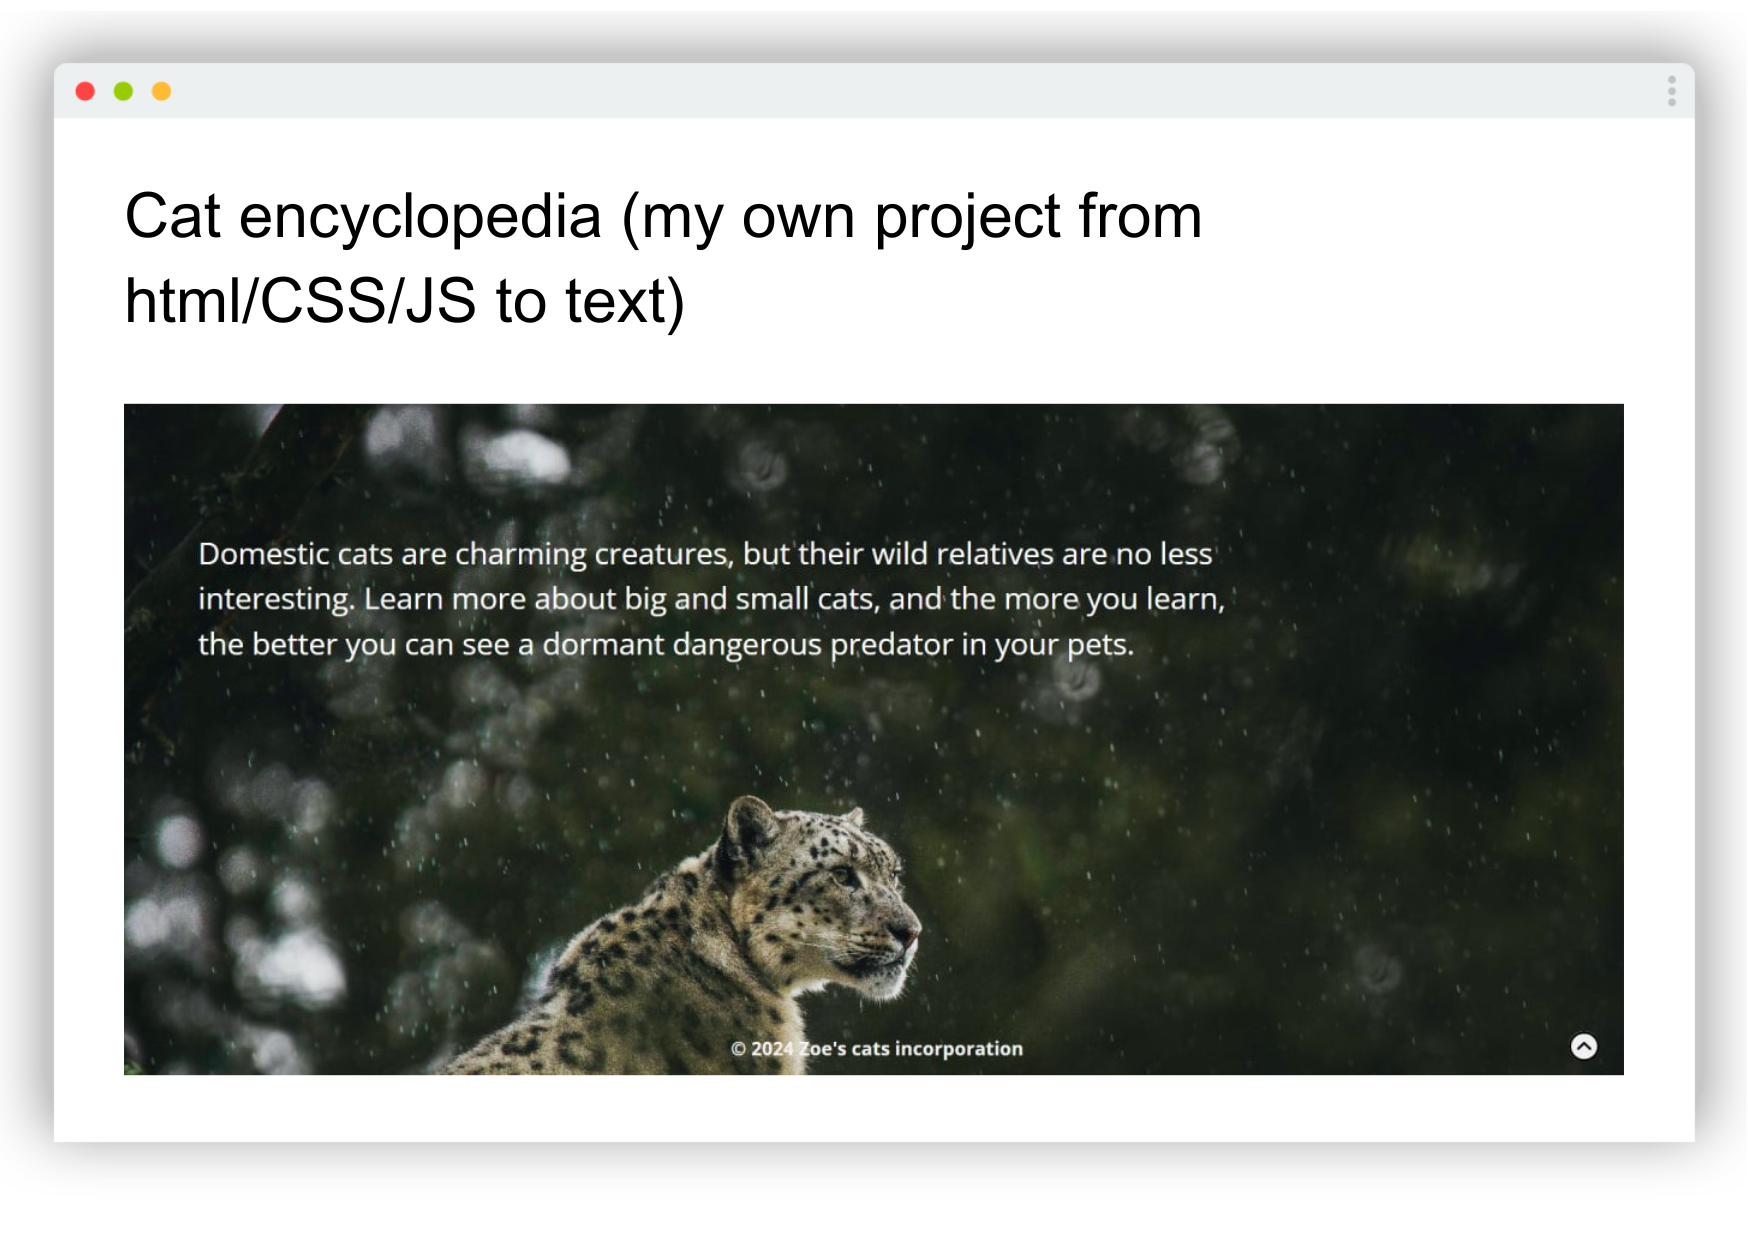 Cat encyclopedia (my own project from
html/CSS/JS to text)
Domestic cats are charming creatures, but their wild relatives are no less
interesting. Learn more about big and small cats, and the more you learn,
the better you can see a dormant dangerous predator in your pets.
© 2024 Zoe's cats incorporation